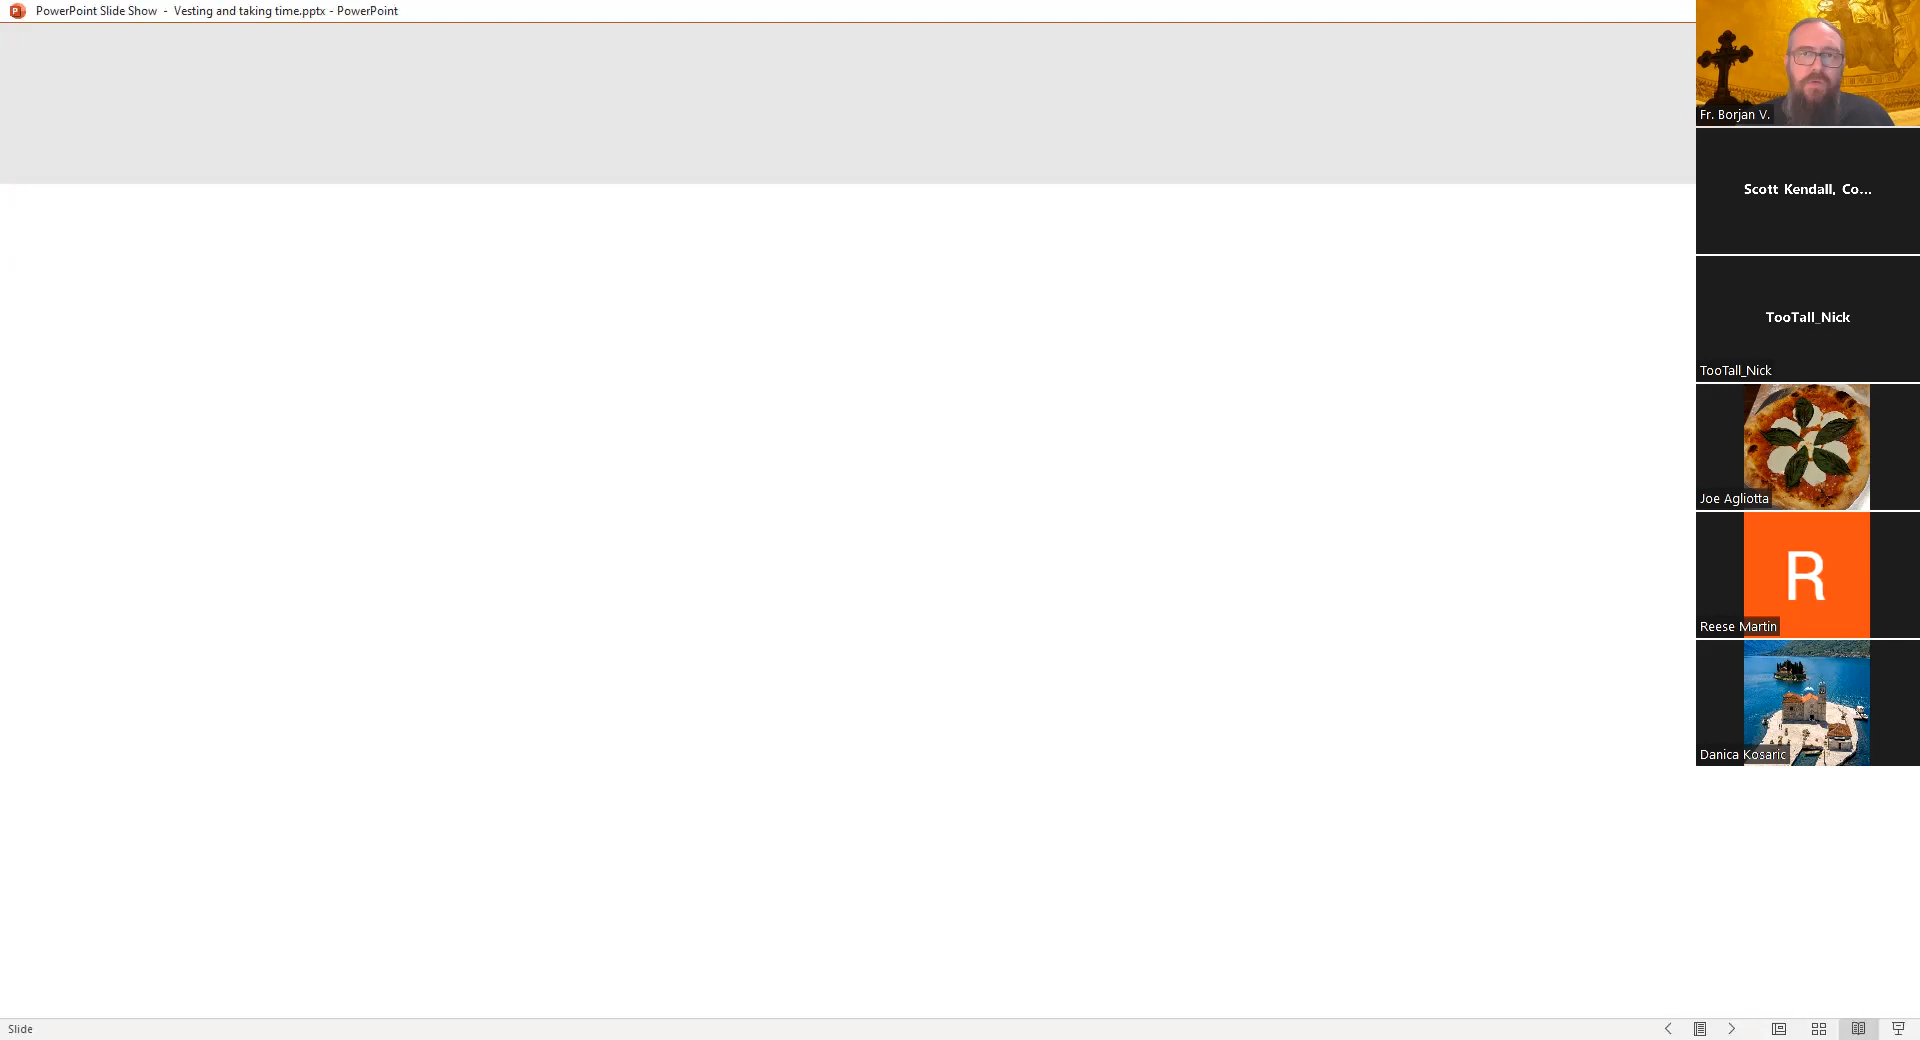 PowerPoint Slide Show - Vesting and taking time.pptx - PowerPoint
Fr. Borjan V.
Scott Kendall, Co...
TooTall_Nick
TooTall_Nick
Joe Agliotta
R
Reese Martin
Danica Kosaric
Slide